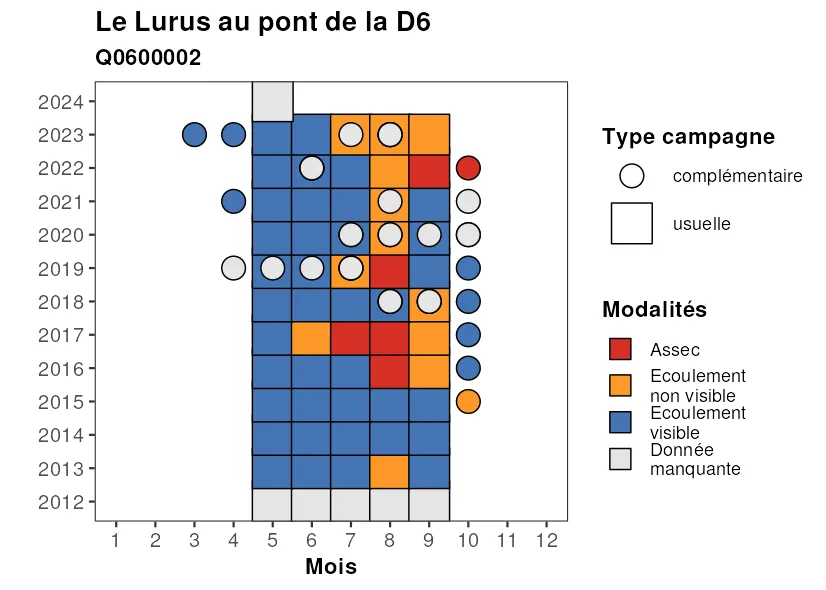 Le Lurus au pont de la D6
Q0600002
2024
2023
2022
2021
2020
2019
2018
2017
2016
2015
2014
2013
2012
1 2 3 4 5 6 7 8 9 10 11 12
Mois
Type campagne
complémentaire
usuelle
Modalités
Assec
Ecoulement
non visible
Ecoulement
visible
Donnée
manquante